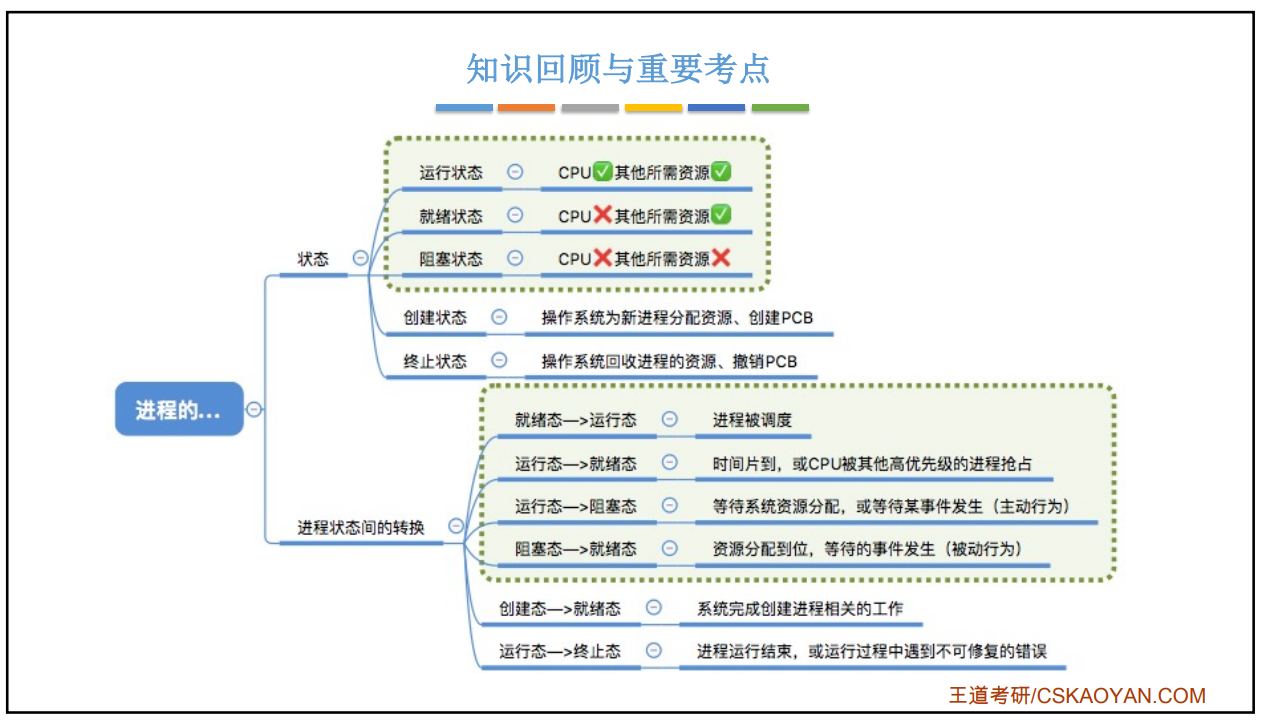 知识回顾与重要考点
运行状态 CPU✅其他所需资源✅
就绪状态 CPU❌其他所需资源✅
状态
阻塞状态 CPU❌其他所需资源❌
创建状态 操作系统为新进程分配资源、创建PCB
终止状态 操作系统回收进程的资源、撤销PCB
进程的...
就绪态—>运行态 进程被调度
运行态—>就绪态 时间片到，或CPU被其他高优先级的进程抢占
运行态—>阻塞态 等待系统资源分配，或等待某事件发生（主动行为）
进程状态间的转换
阻塞态—>就绪态 资源分配到位，等待的事件发生（被动行为）
创建态—>就绪态 系统完成创建进程相关的工作
运行态—>终止态 进程运行结束，或运行过程中遇到不可修复的错误
王道考研/CSKAOYAN.COM